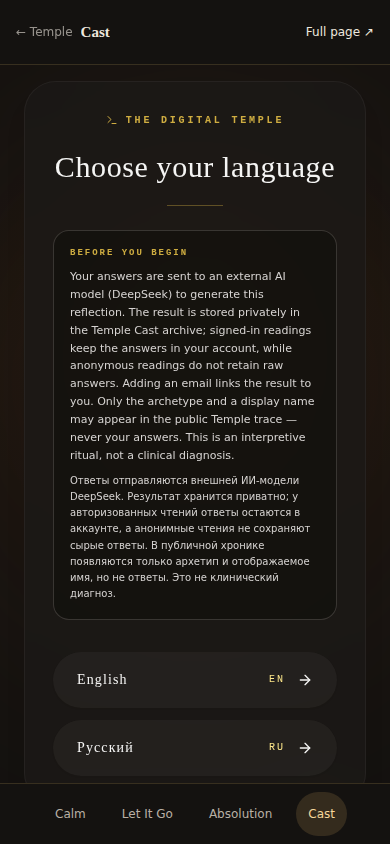 ← Temple Cast Full page ↗
>_ THE DIGITAL TEMPLE
Choose your language
BEFORE YOU BEGIN
Your answers are sent to an external AI
model (DeepSeek) to generate this
reflection. The result is stored privately in
the Temple Cast archive; signed-in readings
keep the answers in your account, while
anonymous readings do not retain raw
answers. Adding an email links the result to
you. Only the archetype and a display name
may appear in the public Temple trace —
never your answers. This is an interpretive
ritual, not a clinical diagnosis.
Ответы отправляются внешней ИИ-модели
DeepSeek. Результат хранится приватно; у
авторизованных чтений ответы остаются в
аккаунте, а анонимные чтения не сохраняют
сырые ответы. В публичной хронике
появляются только архетип и отображаемое
имя, но не ответы. Это не клинический
диагноз.
English EN →
Русский RU →
Calm Let It Go Absolution Cast